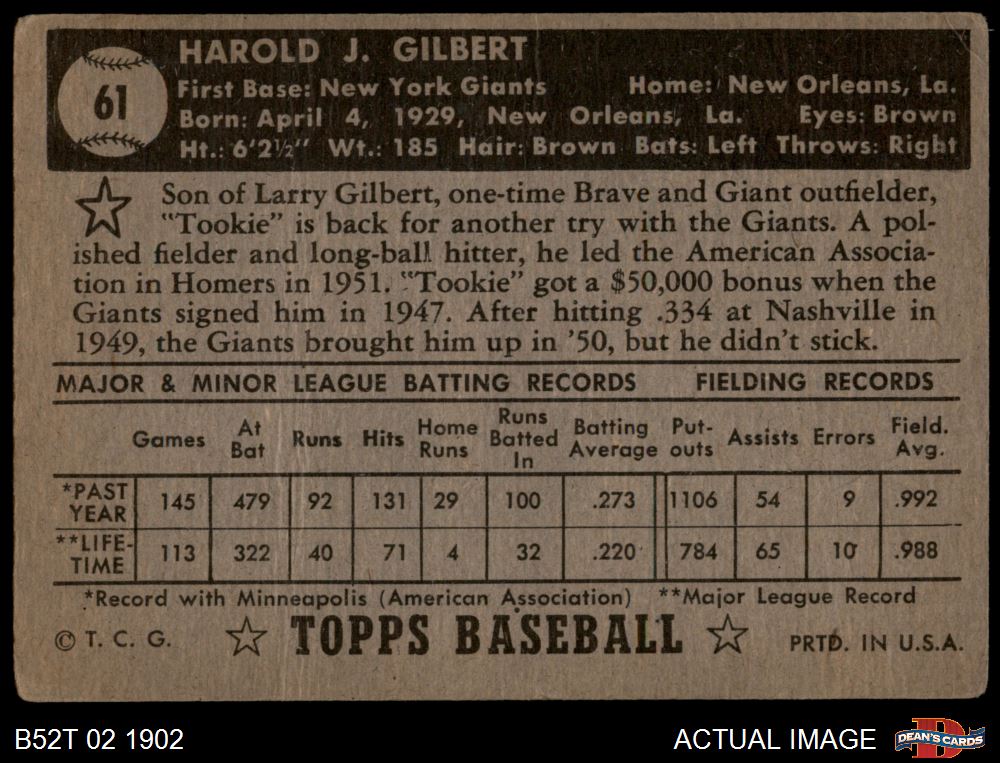 61
HAROLD J. GILBERT
First Base: New York Giants Home: New Orleans, La.
Born: April 4, 1929, New Orleans, La. Eyes: Brown
Ht.: 6'2½" Wt.: 185 Hair: Brown Bats: Left Throws: Right
Son of Larry Gilbert, one-time Brave and Giant outfielder,
"Tookie" is back for another try with the Giants. A pol-
ished fielder and long-ball hitter, he led the American Associa-
tion in Homers in 1951. "Tookie" got a $50,000 bonus when the
Giants signed him in 1947. After hitting .334 at Nashville in
1949, the Giants brought him up in '50, but he didn't stick.
MAJOR & MINOR LEAGUE BATTING RECORDS FIELDING RECORDS
Games At Bat Runs Hits Home Runs Runs Batted In Batting Average Put-outs Assists Errors Field. Avg.
*PAST YEAR 145 479 92 131 29 100 .273 1106 54 9 .992
**LIFE-TIME 113 322 40 71 4 32 .220 784 65 10 .988
*Record with Minneapolis (American Association) **Major League Record
© T. C. G. TOPPS BASEBALL PRTD. IN U.S.A.
B52T 02 1902 ACTUAL IMAGE DEAN'S CARDS